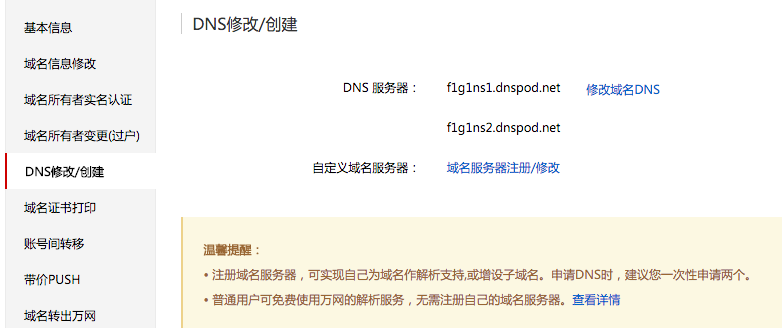 基本信息
域名信息修改
域名所有者实名认证
域名所有者变更(过户)
DNS修改/创建
域名证书打印
账号间转移
带价PUSH
域名转出万网
DNS修改/创建
DNS 服务器： f1g1ns1.dnspod.net 修改域名DNS
f1g1ns2.dnspod.net
自定义域名服务器： 域名服务器注册/修改
温馨提醒：
• 注册域名服务器，可实现自己为域名作解析支持,或增设子域名。申请DNS时，建议您一次性申请两个。
• 普通用户可免费使用万网的解析服务，无需注册自己的域名服务器。查看详情